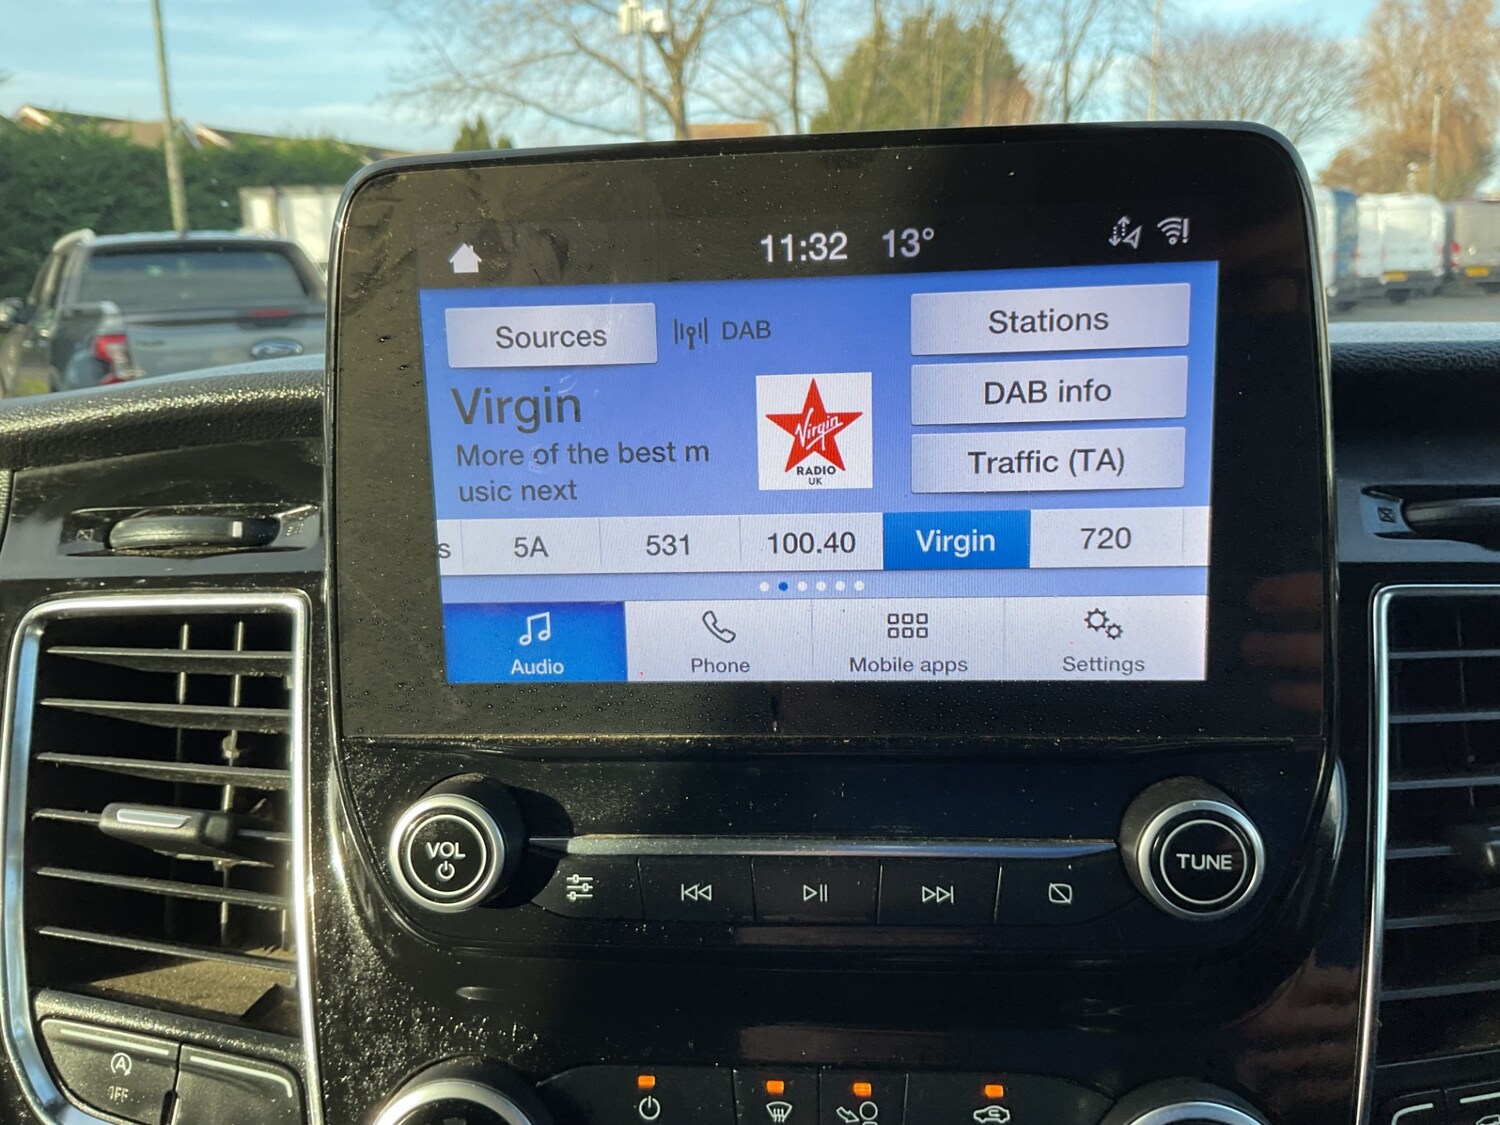 11:32 13°
Sources
DAB
Stations
Virgin
DAB info
More of the best m
usic next
Virgin
RADIO
UK
Traffic (TA)
s 5A 531 100.40 Virgin 720
Audio Phone Mobile apps Settings
VOL
TUNE
A
OFF